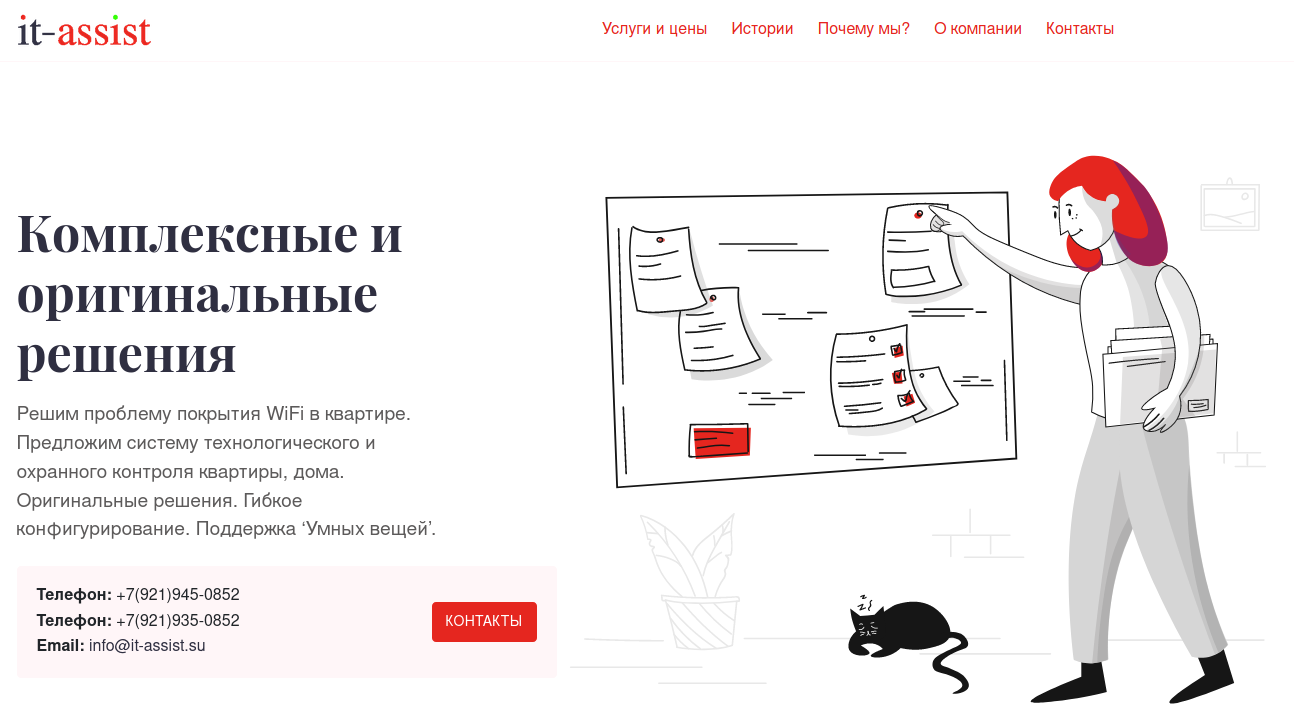 it-assist
Услуги и цены Истории Почему мы? О компании Контакты
Комплексные и
оригинальные
решения
Решим проблему покрытия WiFi в квартире.
Предложим систему технологического и
охранного контроля квартиры, дома.
Оригинальные решения. Гибкое
конфигурирование. Поддержка ‘Умных вещей’.
Телефон: +7(921)945-0852
Телефон: +7(921)935-0852
Email: info@it-assist.su
КОНТАКТЫ
z z z